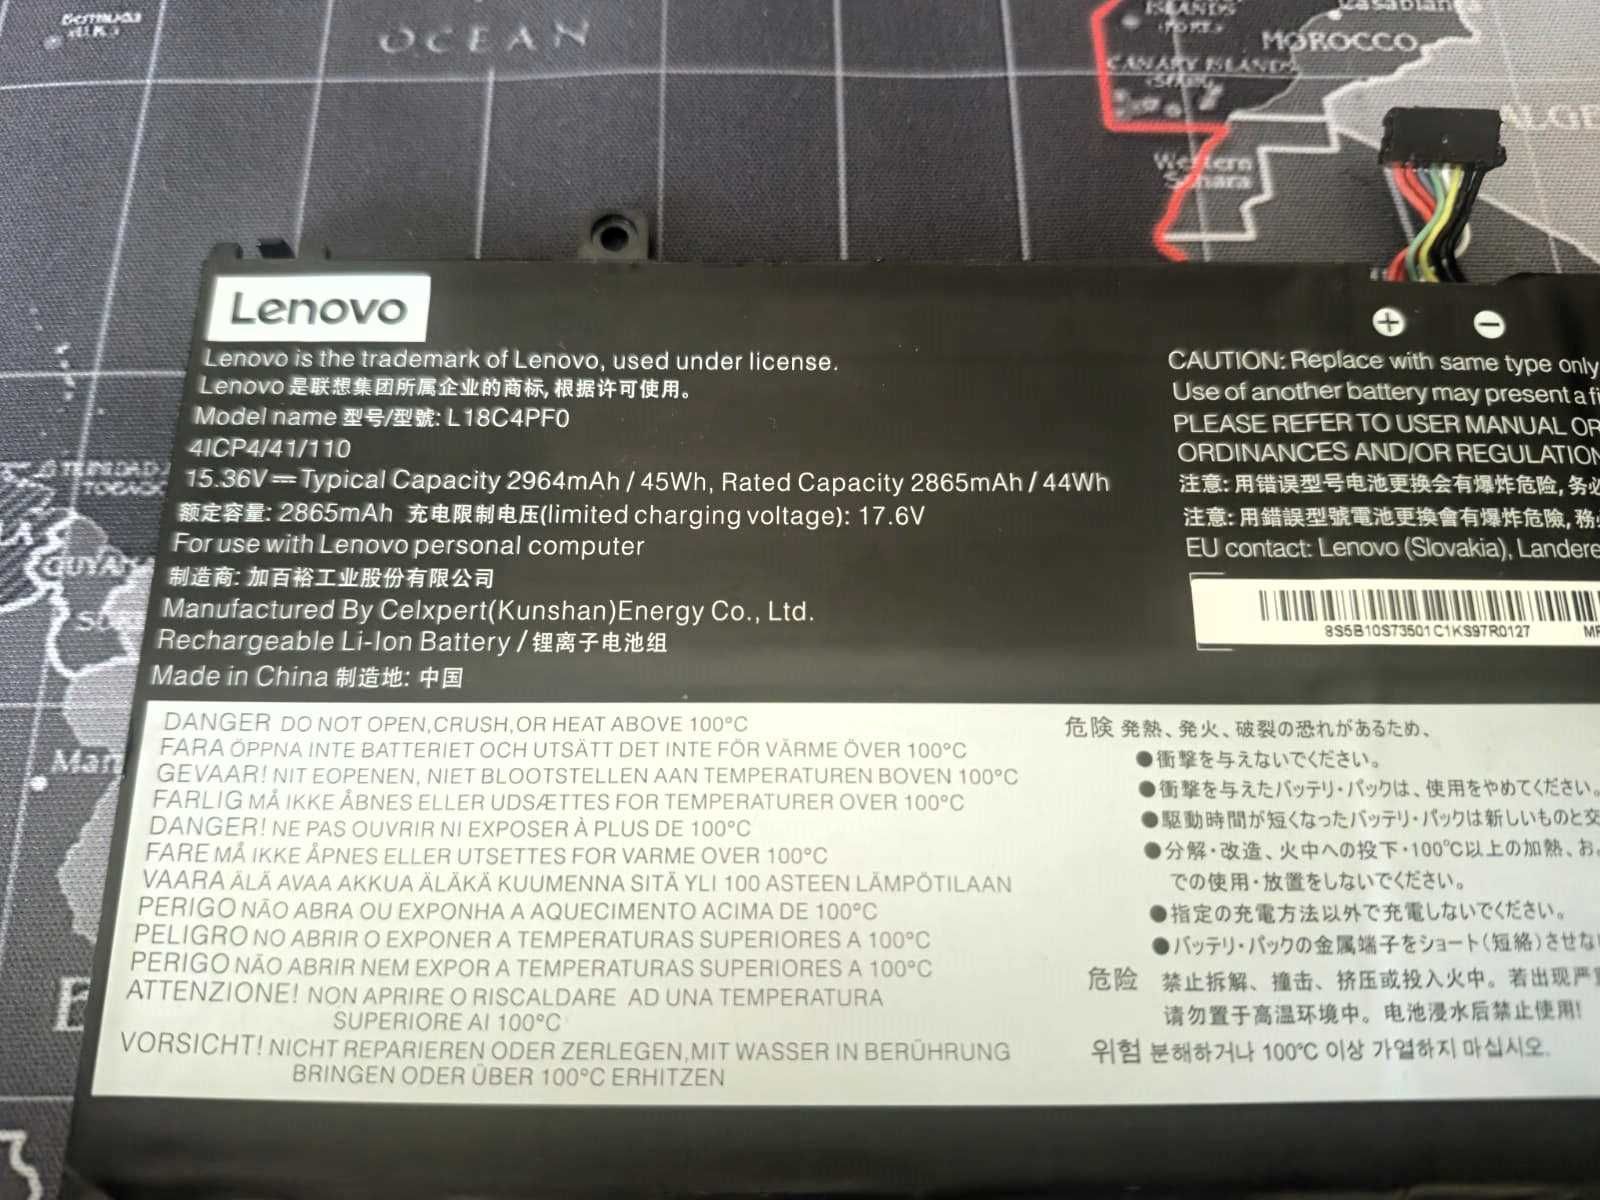 OCEAN
ISLANDS
MOROCCO
CANARY ISLANDS
Western
Sahara
ALGE
GUYANA
Man
Lenovo
Lenovo is the trademark of Lenovo, used under license.
Lenovo 是联想集团所属企业的商标, 根据许可使用。
Model name 型号/型號: L18C4PF0
4ICP4/41/110
15.36V⎓Typical Capacity 2964mAh / 45Wh, Rated Capacity 2865mAh / 44Wh
额定容量: 2865mAh 充电限制电压(limited charging voltage): 17.6V
For use with Lenovo personal computer
制造商: 加百裕工业股份有限公司
Manufactured By Celxpert(Kunshan)Energy Co., Ltd.
Rechargeable Li-Ion Battery / 锂离子电池组
Made in China 制造地: 中国
+ −
CAUTION: Replace with same type only
Use of another battery may present a fi
PLEASE REFER TO USER MANUAL OR
ORDINANCES AND/OR REGULATION
注意: 用错误型号电池更换会有爆炸危险, 务必
注意: 用錯誤型號電池更換會有爆炸危險, 務
EU contact: Lenovo (Slovakia), Landere
8S5B10S73501C1KS97R0127
DANGER DO NOT OPEN,CRUSH,OR HEAT ABOVE 100°C
FARA ÖPPNA INTE BATTERIET OCH UTSÄTT DET INTE FÖR VÄRME ÖVER 100°C
GEVAAR! NIT EOPENEN, NIET BLOOTSTELLEN AAN TEMPERATUREN BOVEN 100°C
FARLIG MÅ IKKE ÅBNES ELLER UDSÆTTES FOR TEMPERATURER OVER 100°C
DANGER! NE PAS OUVRIR NI EXPOSER À PLUS DE 100°C
FARE MÅ IKKE ÅPNES ELLER UTSETTES FOR VARME OVER 100°C
VAARA ÄLÄ AVAA AKKUA ÄLÄKÄ KUUMENNA SITÄ YLI 100 ASTEEN LÄMPÖTILAAN
PERIGO NÃO ABRA OU EXPONHA A AQUECIMENTO ACIMA DE 100°C
PELIGRO NO ABRIR O EXPONER A TEMPERATURAS SUPERIORES A 100°C
PERIGO NÃO ABRIR NEM EXPOR A TEMPERATURAS SUPERIORES A 100°C
ATTENZIONE! NON APRIRE O RISCALDARE AD UNA TEMPERATURA
SUPERIORE AI 100°C
VORSICHT! NICHT REPARIEREN ODER ZERLEGEN,MIT WASSER IN BERÜHRUNG
BRINGEN ODER ÜBER 100°C ERHITZEN
危険 発熱、発火、破裂の恐れがあるため、
●衝撃を与えないでください。
●衝撃を与えたバッテリ・パックは、使用をやめてください。
●駆動時間が短くなったバッテリ・パックは新しいものと交
●分解・改造、火中への投下・100℃以上の加熱、お
での使用・放置をしないでください。
●指定の充電方法以外で充電しないでください。
●バッテリ・パックの金属端子をショート(短絡)させな
危险 禁止拆解、撞击、挤压或投入火中。若出现严
请勿置于高温环境中。电池浸水后禁止使用!
위험 분해하거나 100℃ 이상 가열하지 마십시오.